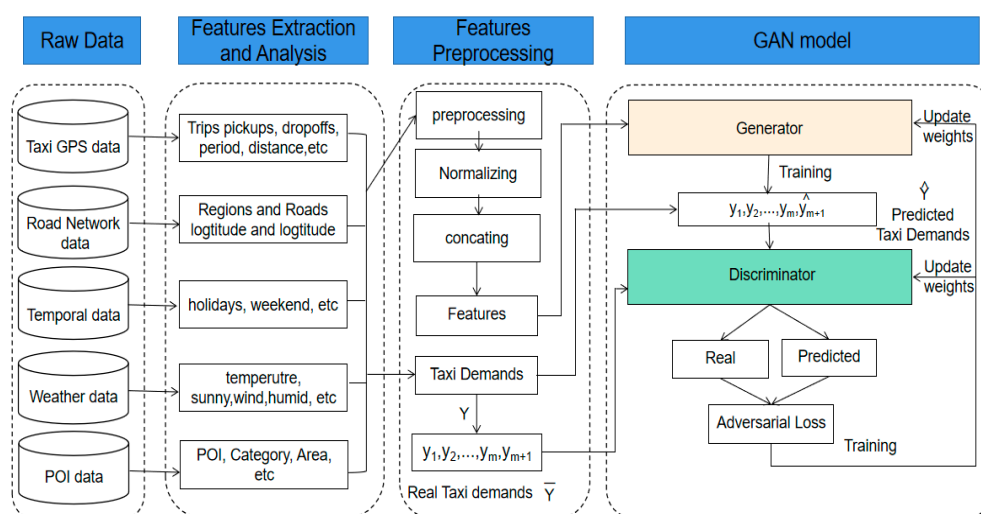 Raw Data
Features Extraction
and Analysis
Features
Preprocessing
GAN model
Taxi GPS data
Road Network
data
Temporal data
Weather data
POI data
Trips pickups, dropoffs,
period, distance,etc
Regions and Roads
logtitude and logtitude
holidays, weekend, etc
temperutre,
sunny,wind,humid, etc
POI, Category, Area,
etc
preprocessing
Normalizing
concating
Features
Taxi Demands
Y
y₁,y₂,...,yₘ,yₘ₊₁
Real Taxi demands Y̅
Generator
Update
weights
Training
y₁,y₂,...,yₘ,ŷₘ₊₁
Ŷ
Predicted
Taxi Demands
Discriminator
Update
weights
Real
Predicted
Adversarial Loss
Training